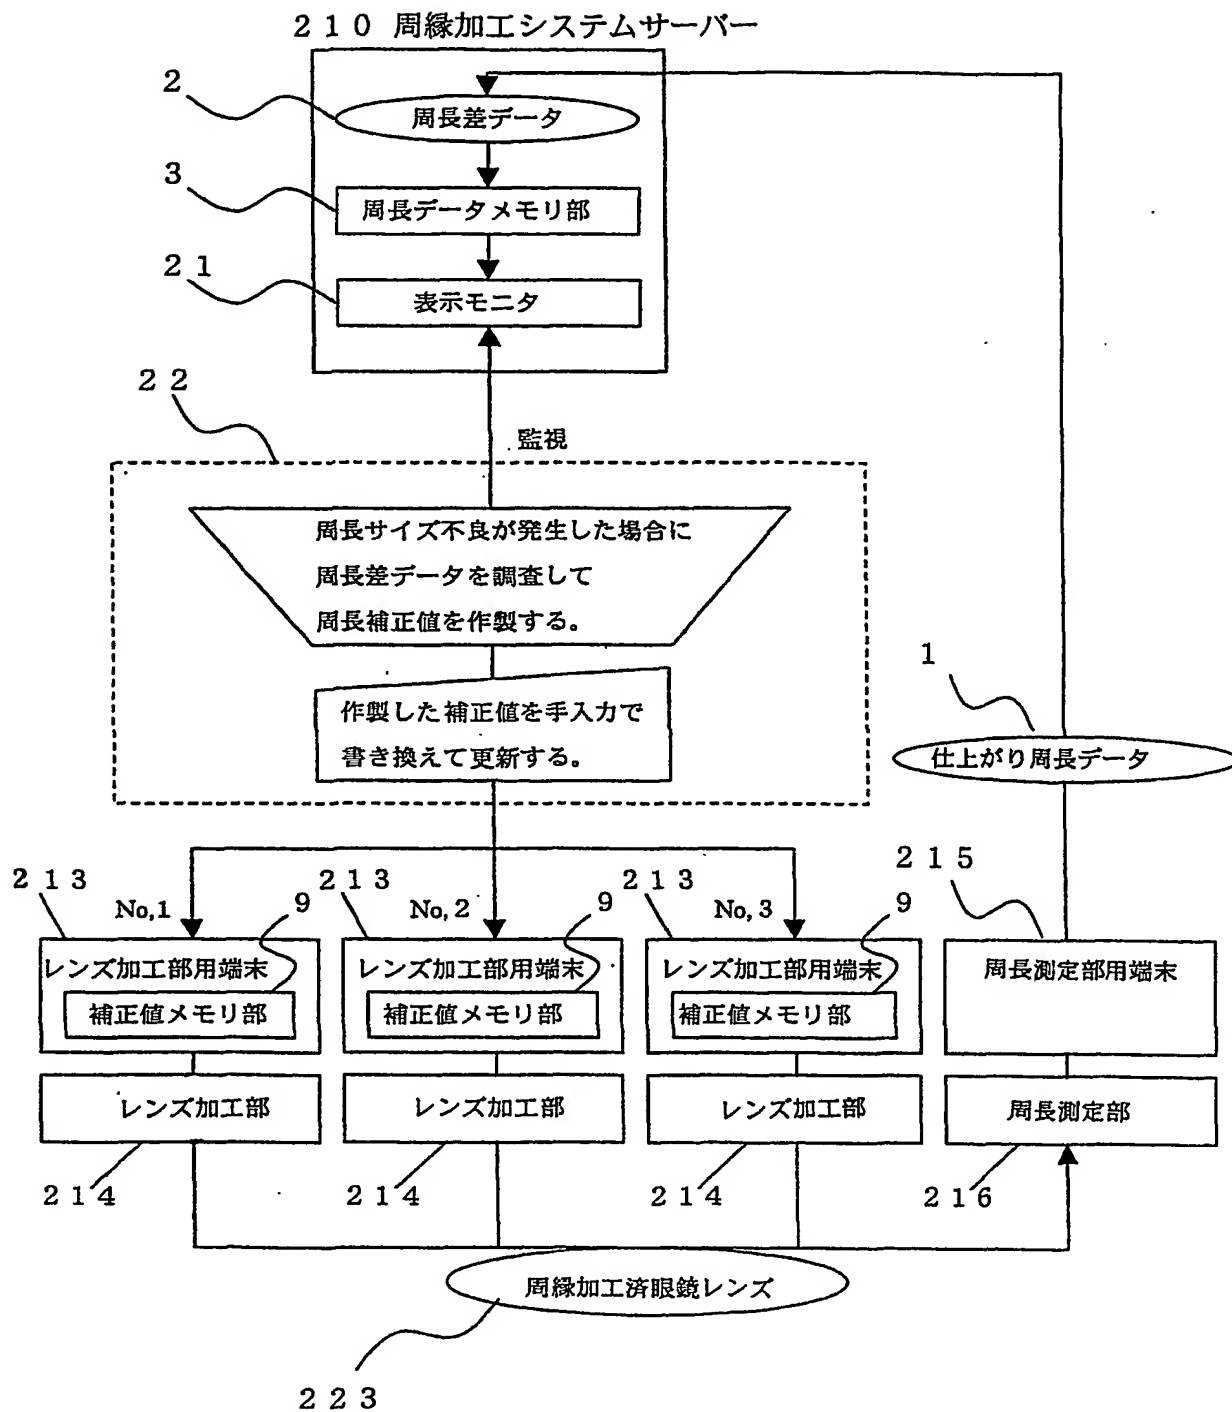 ２１０ 周縁加工システムサーバー
２
周長差データ
３
周長データメモリ部
２１
表示モニタ
２２
監視
周長サイズ不良が発生した場合に
周長差データを調査して
周長補正値を作製する。
作製した補正値を手入力で
書き換えて更新する。
１
仕上がり周長データ
２１３
No,1
９
２１３
No,2
９
２１３
No,3
９
２１５
レンズ加工部用端末
補正値メモリ部
レンズ加工部用端末
補正値メモリ部
レンズ加工部用端末
補正値メモリ部
周長測定部用端末
レンズ加工部
レンズ加工部
レンズ加工部
周長測定部
２１４
２１４
２１４
２１６
周縁加工済眼鏡レンズ
２２３